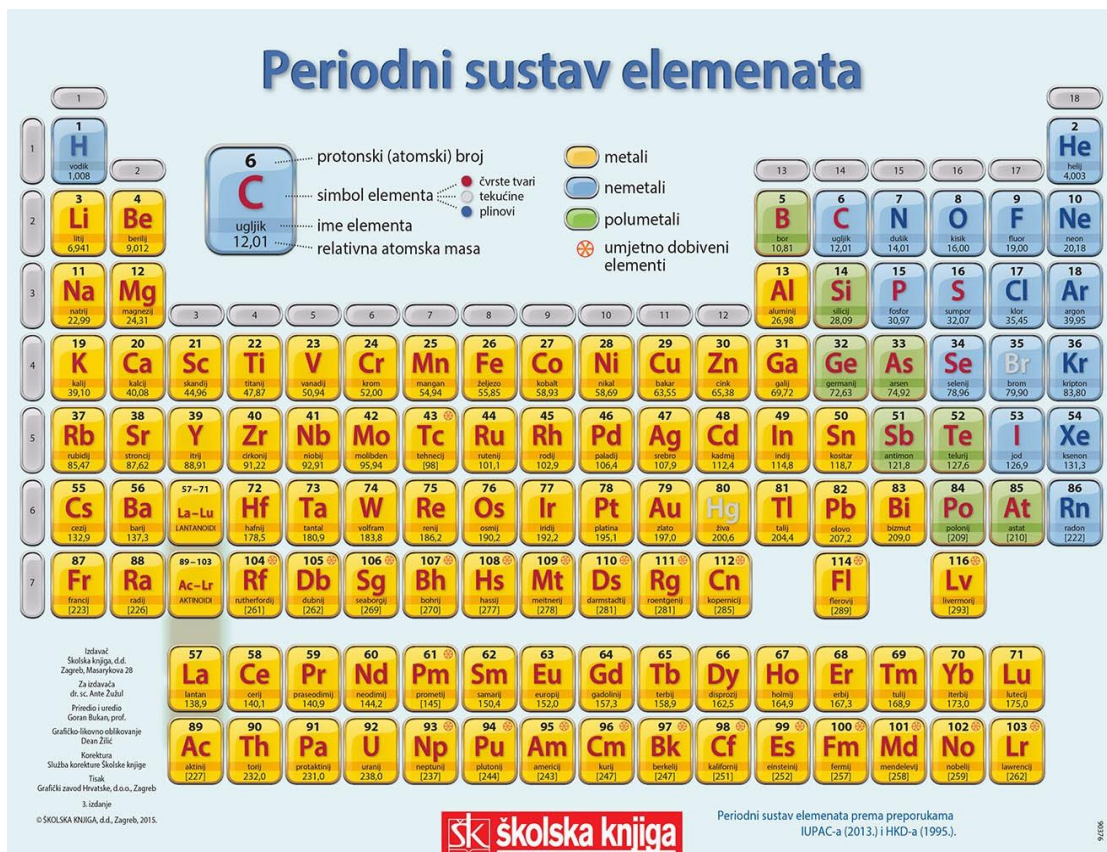 Periodni sustav elemenata
1
18
1
1
H
vodik
1,008
2
He
helij
4,003
6
C
ugljik
12,01
protonski (atomski) broj
simbol elementa
čvrste tvari
tekućine
plinovi
ime elementa
relativna atomska masa
metali
nemetali
polumetali
umjetno dobiveni
elementi
2
13
14
15
16
17
2
3
Li
litij
6,941
4
Be
berilij
9,012
5
B
bor
10,81
6
C
ugljik
12,01
7
N
dušik
14,01
8
O
kisik
16,00
9
F
fluor
19,00
10
Ne
neon
20,18
3
11
Na
natrij
22,99
12
Mg
magnezij
24,31
3
4
5
6
7
8
9
10
11
12
13
Al
aluminij
26,98
14
Si
silicij
28,09
15
P
fosfor
30,97
16
S
sumpor
32,07
17
Cl
klor
35,45
18
Ar
argon
39,95
4
19
K
kalij
39,10
20
Ca
kalcij
40,08
21
Sc
skandij
44,96
22
Ti
titanij
47,87
23
V
vanadij
50,94
24
Cr
krom
52,00
25
Mn
mangan
54,94
26
Fe
željezo
55,85
27
Co
kobalt
58,93
28
Ni
nikal
58,69
29
Cu
bakar
63,55
30
Zn
cink
65,38
31
Ga
galij
69,72
32
Ge
germanij
72,63
33
As
arsen
74,92
34
Se
selenij
78,96
35
Br
brom
79,90
36
Kr
kripton
83,80
5
37
Rb
rubidij
85,47
38
Sr
stroncij
87,62
39
Y
itrij
88,91
40
Zr
cirkonij
91,22
41
Nb
niobij
92,91
42
Mo
molibden
95,94
43
Tc
tehnecij
[98]
44
Ru
rutenij
101,1
45
Rh
rodij
102,9
46
Pd
paladij
106,4
47
Ag
srebro
107,9
48
Cd
kadmij
112,4
49
In
indij
114,8
50
Sn
kositar
118,7
51
Sb
antimon
121,8
52
Te
telurij
127,6
53
I
jod
126,9
54
Xe
ksenon
131,3
6
55
Cs
cezij
132,9
56
Ba
barij
137,3
57–71
La–Lu
LANTANOIDI
72
Hf
hafnij
178,5
73
Ta
tantal
180,9
74
W
volfram
183,8
75
Re
renij
186,2
76
Os
osmij
190,2
77
Ir
iridij
192,2
78
Pt
platina
195,1
79
Au
zlato
197,0
80
Hg
živa
200,6
81
Tl
talij
204,4
82
Pb
olovo
207,2
83
Bi
bizmut
209,0
84
Po
polonij
[209]
85
At
astat
[210]
86
Rn
radon
[222]
7
87
Fr
francij
[223]
88
Ra
radij
[226]
89–103
Ac–Lr
AKTINOIDI
104
Rf
rutherfordij
[261]
105
Db
dubnij
[262]
106
Sg
seaborgij
[269]
107
Bh
bohrij
[270]
108
Hs
hassij
[277]
109
Mt
meitnerij
[278]
110
Ds
darmstadtij
[281]
111
Rg
roentgenij
[281]
112
Cn
kopernicij
[285]
114
Fl
flerovij
[289]
116
Lv
livermorij
[293]
57
La
lantan
138,9
58
Ce
cerij
140,1
59
Pr
praseodimij
140,9
60
Nd
neodimij
144,2
61
Pm
prometij
[145]
62
Sm
samarij
150,4
63
Eu
europij
152,0
64
Gd
gadolinij
157,3
65
Tb
terbij
158,9
66
Dy
disprozij
162,5
67
Ho
holmij
164,9
68
Er
erbij
167,3
69
Tm
tulij
168,9
70
Yb
iterbij
173,0
71
Lu
lutecij
175,0
89
Ac
aktinij
[227]
90
Th
torij
232,0
91
Pa
protaktinij
231,0
92
U
uranij
238,0
93
Np
neptunij
[237]
94
Pu
plutonij
[244]
95
Am
americij
[243]
96
Cm
kurij
[247]
97
Bk
berkelij
[247]
98
Cf
kalifornij
[251]
99
Es
einsteinij
[252]
100
Fm
fermij
[257]
101
Md
mendelevij
[258]
102
No
nobelij
[259]
103
Lr
lawrencij
[262]
Izdavač
Školska knjiga, d.d.
Zagreb, Masarykova 28
Za izdavača
dr. sc. Ante Žužul
Priredio i uredio
Goran Bukan, prof.
Grafičko-likovno oblikovanje
Dean Žilić
Korektura
Služba korekture Školske knjige
Tisak
Grafički zavod Hrvatske, d.o.o., Zagreb
3. izdanje
© ŠKOLSKA KNJIGA, d.d., Zagreb, 2015.
šk školska knjiga
Periodni sustav elemenata prema preporukama
IUPAC-a (2013.) i HKD-a (1995.).
90376